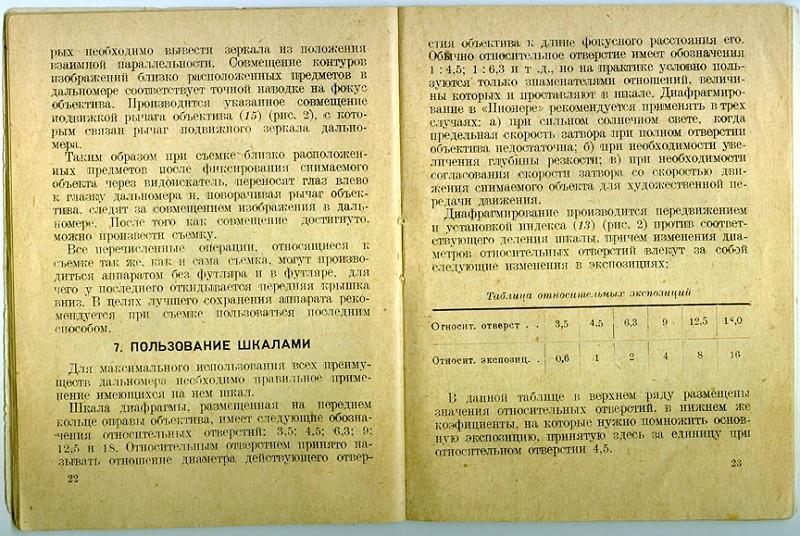 рых необходимо вывести зеркала из положения
взаимной параллельности. Совмещение контуров
изображений близко расположенных предметов в
дальномере соответствует точной наводке на фокус
объектива. Производится указанное совмещение
подвижкой рычага объектива (15) (рис. 2), с кото-
рым связан рычаг подвижного зеркала дально-
мера.
Таким образом при съемке близко расположен-
ных предметов после фиксирования снимаемого
объекта через видоискатель, переносят глаз влево
к глазку дальномера и, поворачивая рычаг объек-
тива, следят за совмещением изображения в даль-
номере. После того как совмещение достигнуто,
можно произвести съемку.
Все перечисленные операции, относящиеся к
съемке так же, как и сама съемка, могут произво-
диться аппаратом без футляра и в футляре, для
чего у последнего откидывается передняя крышка
вниз. В целях лучшего сохранения аппарата реко-
мендуется при съемке пользоваться последним
способом.
7. ПОЛЬЗОВАНИЕ ШКАЛАМИ
Для максимального использования всех преиму-
ществ дальномера необходимо правильное приме-
нение имеющихся на нем шкал.
Шкала диафрагмы, размещенная на переднем
кольце оправы объектива, имеет следующие обозна-
чения относительных отверстий: 3,5; 4,5; 6,3; 9;
12,5 и 18. Относительным отверстием принято на-
зывать отношение диаметра действующего отвер-
22
стия объектива к длине фокусного расстояния его.
Обычно относительное отверстие имеет обозначения
1 : 4,5; 1 : 6,3 и т .д., но на практике условно поль-
зуются только знаменателями отношений, величи-
ны которых и проставляют в шкале. Диафрагмиро-
вание в «Пионере» рекомендуется применять в трех
случаях: а) при сильном солнечном свете, когда
предельная скорость затвора при полном отверстии
объектива недостаточна; б) при необходимости уве-
личения глубины резкости; в) при необходимости
согласования скорости затвора со скоростью дви-
жения снимаемого объекта для художественной пе-
редачи движения.
Диафрагмирование производится передвижением
и установкой индекса (13) (рис. 2) против соответ-
ствующего деления шкалы, причем изменения диа-
метров относительных отверстий влекут за собой
следующие изменения в экспозициях:
Таблица относительных экспозиций
Относит. отверст . . 3,5 4,5 6,3 9 12,5 18,0
Относит. экспозиц. . 0,6 1 2 4 8 16
В данной таблице в верхнем ряду размещены
значения относительных отверстий, в нижнем же
коэфициенты, на которые нужно помножить основ-
ную экспозицию, принятую здесь за единицу при
относительном отверстии 4,5.
23